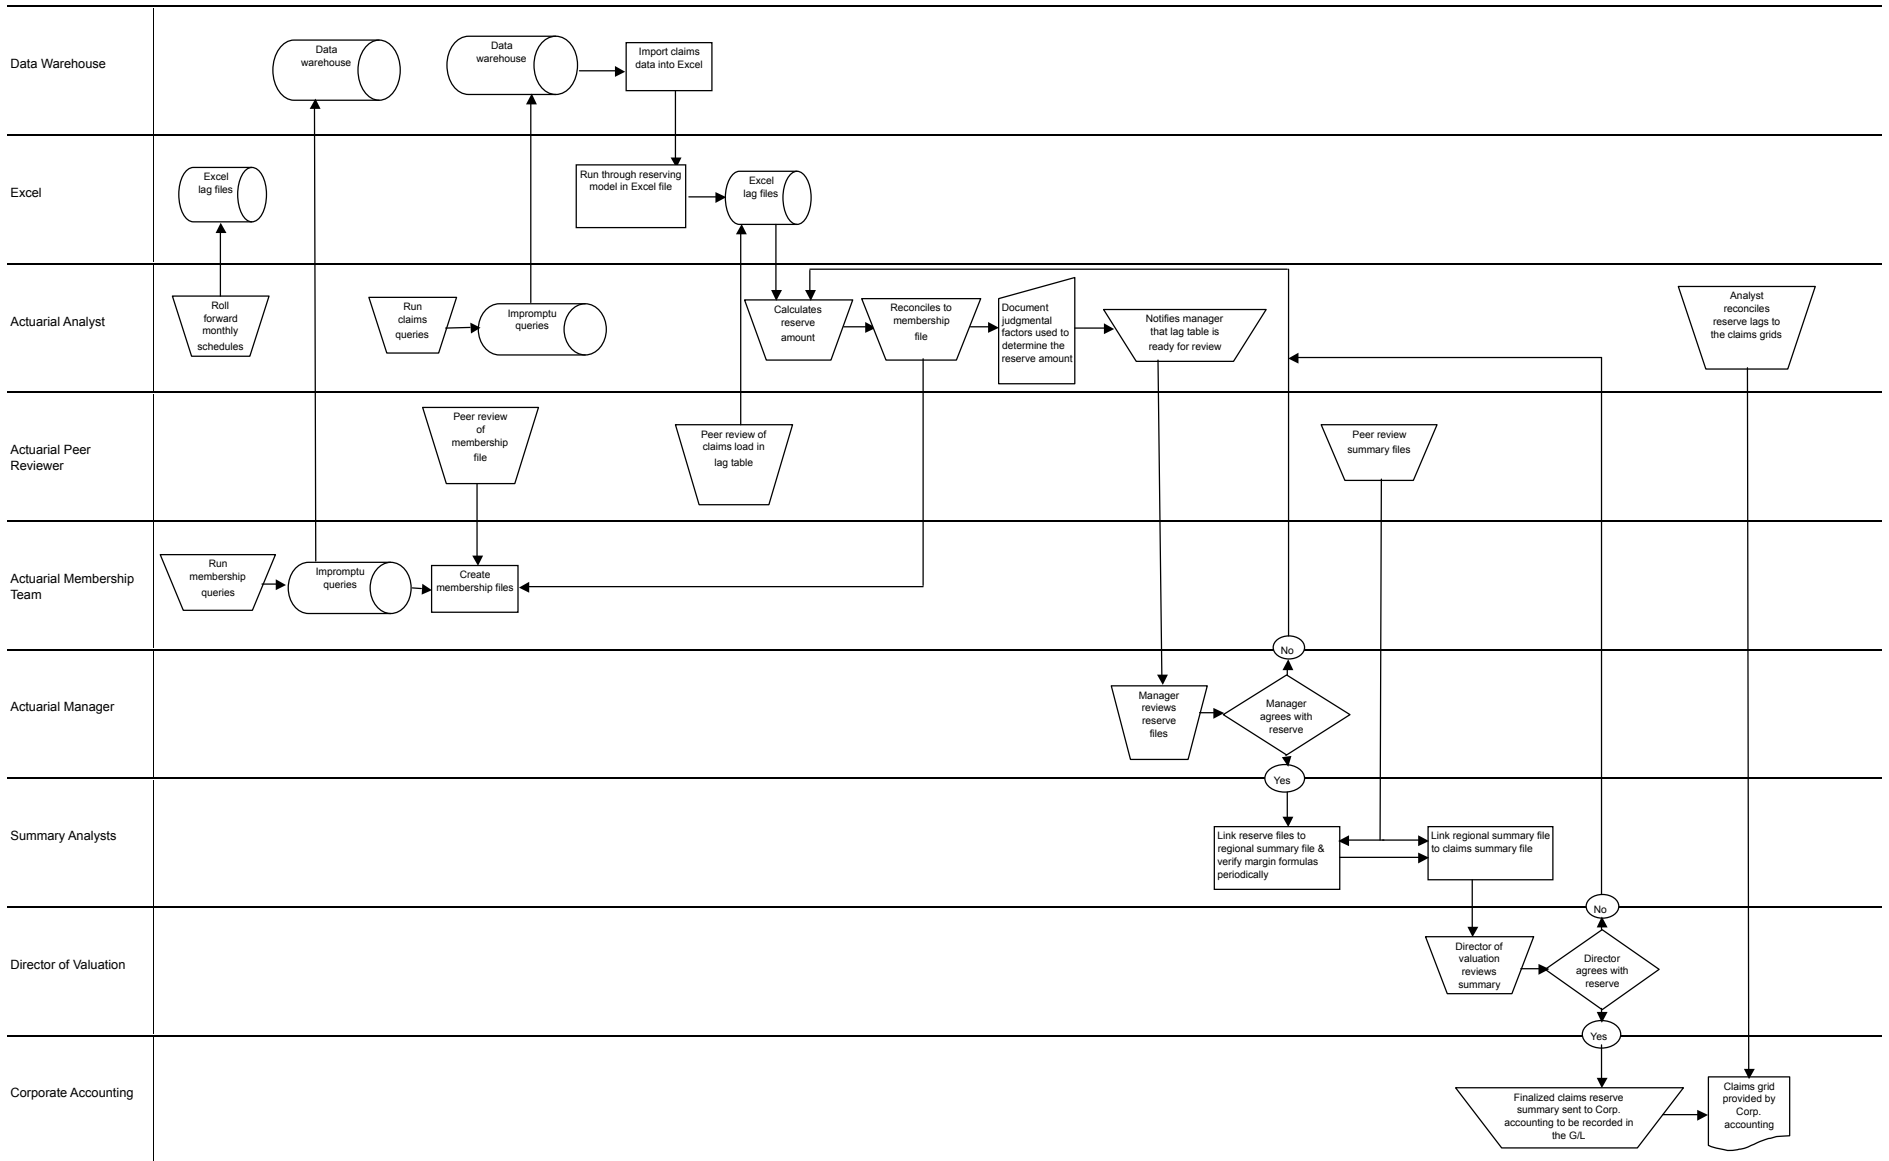 Data Warehouse
Data
warehouse
Data
warehouse
Import claims
data into Excel
Excel
Excel
lag files
Run through reserving
model in Excel file
Excel
lag files
Actuarial Analyst
Roll
forward
monthly
schedules
Run
claims
queries
Impromptu
queries
Calculates
reserve
amount
Reconciles to
membership
file
Document
judgmental
factors used to
determine the
reserve amount
Notifies manager
that lag table is
ready for review
Analyst
reconciles
reserve lags to
the claims grids
Actuarial Peer
Reviewer
Peer review
of
membership
file
Peer review of
claims load in
lag table
Peer review
summary files
Actuarial Membership
Team
Run
membership
queries
Impromptu
queries
Create
membership files
No
Actuarial Manager
Manager
reviews
reserve
files
Manager
agrees with
reserve
Yes
Summary Analysts
Link reserve files to
regional summary file &
verify margin formulas
periodically
Link regional summary file
to claims summary file
No
Director of Valuation
Director of
valuation
reviews
summary
Director
agrees with
reserve
Yes
Corporate Accounting
Finalized claims reserve
summary sent to Corp.
accounting to be recorded in
the G/L
Claims grid
provided by
Corp.
accounting